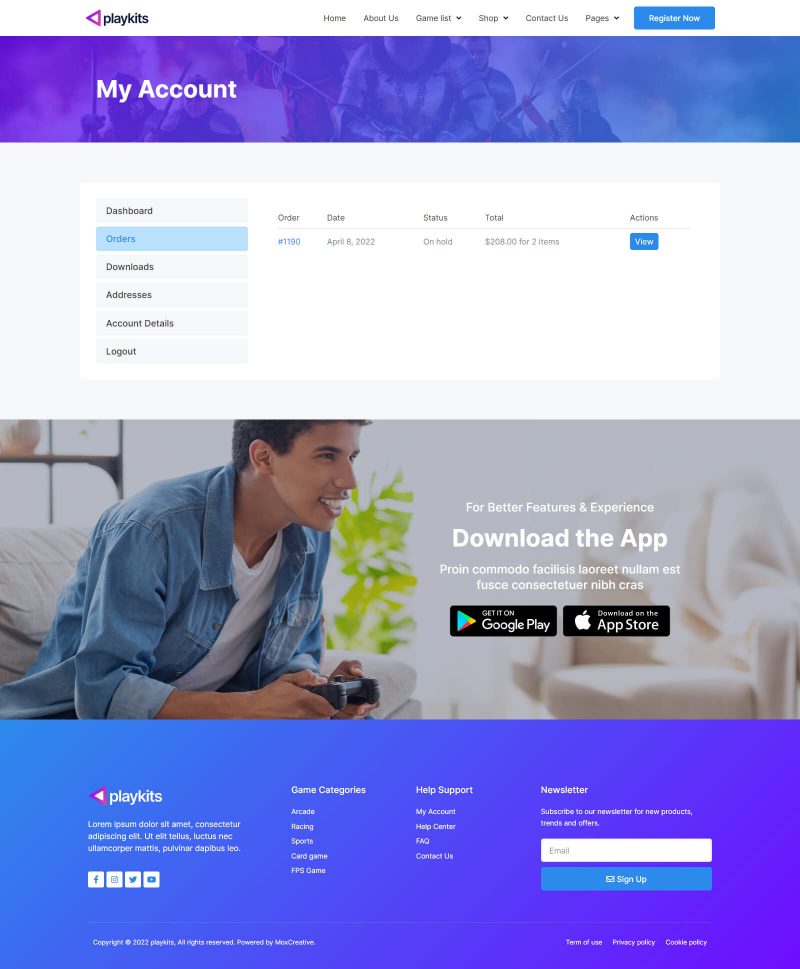 playkits
Home About Us Game list Shop Contact Us Pages Register Now
My Account
Dashboard
Orders
Downloads
Addresses
Account Details
Logout
Order Date Status Total Actions
#1190 April 8, 2022 On hold $208.00 for 2 items View
For Better Features & Experience
Download the App
Proin commodo facilisis laoreet nullam est
fusce consectetuer nibh cras
GET IT ON
Google Play
Download on the
App Store
playkits
Lorem ipsum dolor sit amet, consectetur
adipiscing elit. Ut elit tellus, luctus nec
ullamcorper mattis, pulvinar dapibus leo.
Game Categories
Arcade
Racing
Sports
Card game
FPS Game
Help Support
My Account
Help Center
FAQ
Contact Us
Newsletter
Subscribe to our newsletter for new products,
trends and offers.
Email
Sign Up
Copyright © 2022 playkits, All rights reserved. Powered by MoxCreative.
Term of use Privacy policy Cookie policy